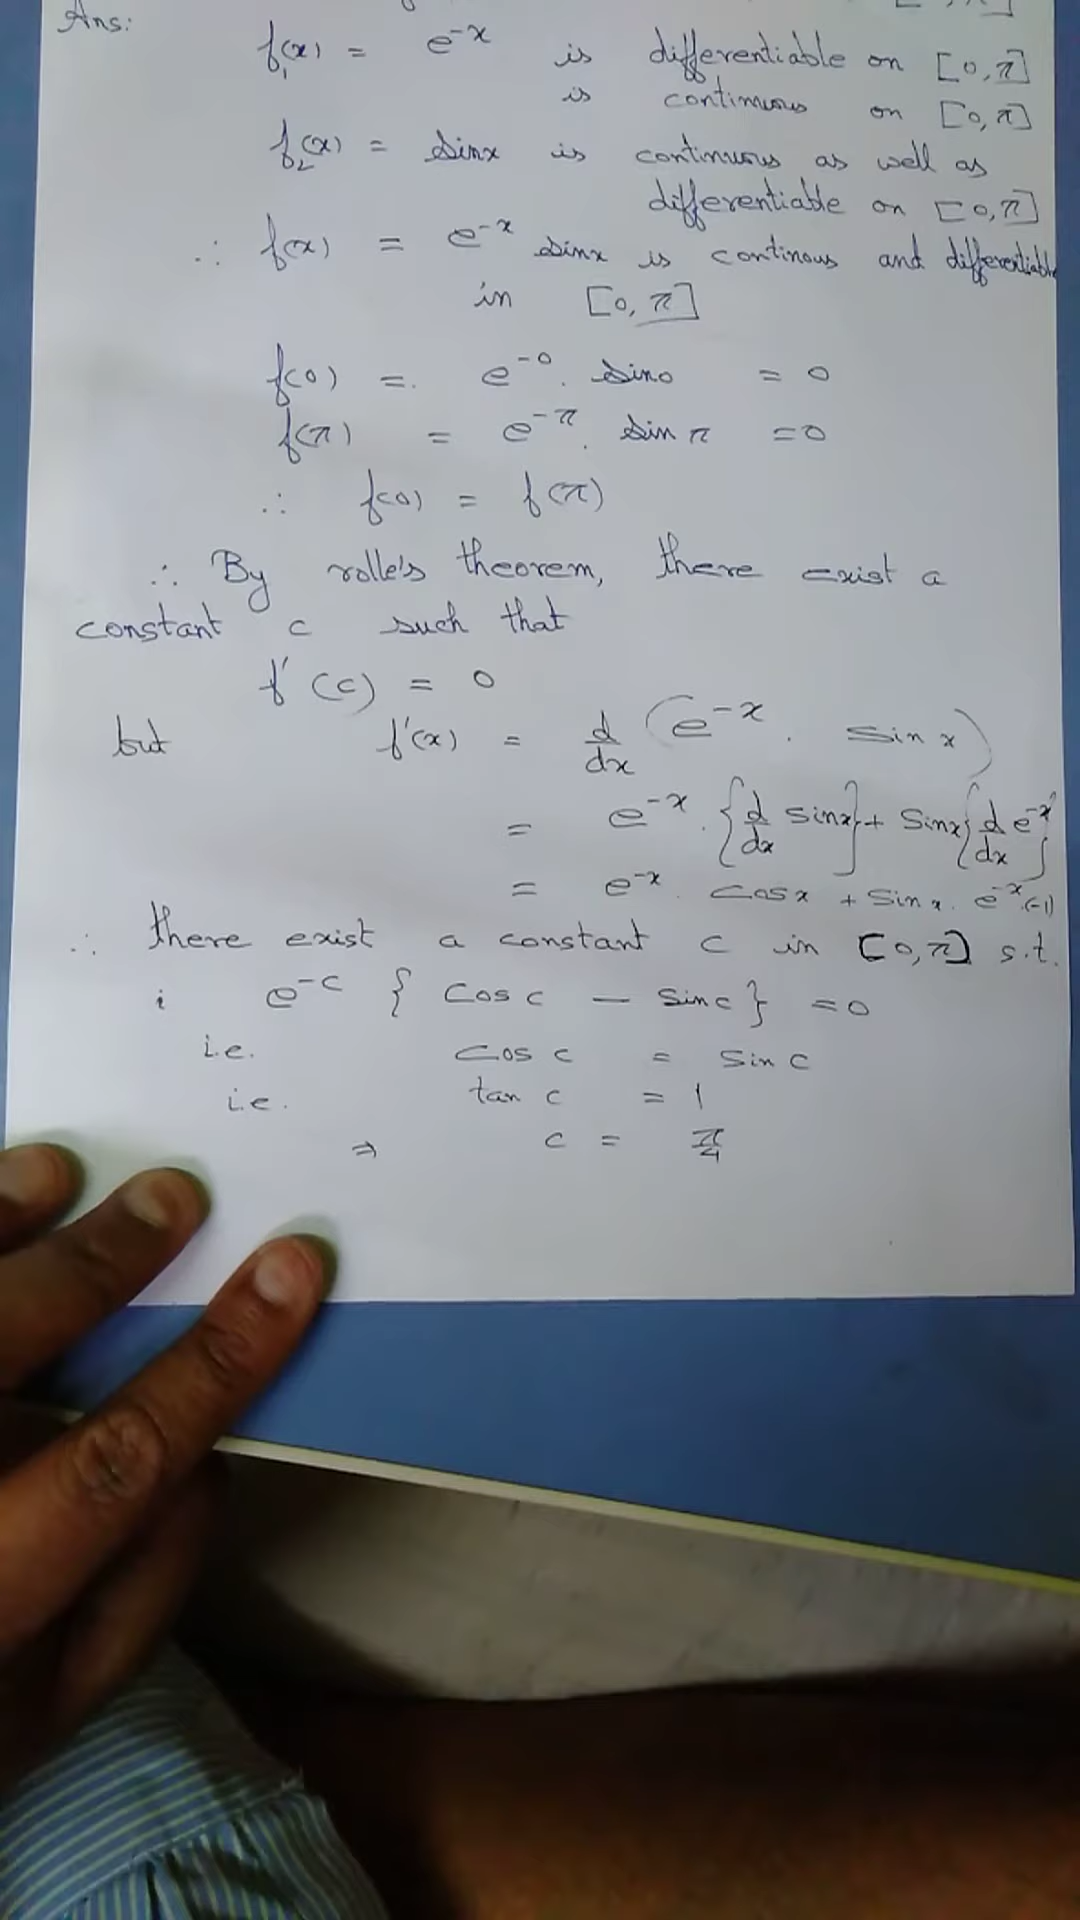 Ans:
f₁(x) = e^-x is differentiable on [0,π]
is continuous on [0,π]
f₂(x) = sinx is continuous as well as
differentiable on [0,π]
∴ f(x) = e^-x sinx is continous and differentiable
in [0,π]
f(0) =. e^-0. sin0 = 0
f(π) = e^-π. sin π =0
∴ f(0) = f(π)
∴ By rolle's theorem, there exist a
constant c such that
f'(c) = 0
but f'(x) = d/dx (e^-x . sin x)
= e^-x . {d/dx sinx}+ sinx{d/dx e^-x}
= e^-x. cosx + sinx. e^-x.(-1)
∴ there exist a constant c in [0,π] s.t.
i e^-c { cos c — sin c } =0
i.e. cos c = sin c
i.e. tan c = 1
⇒ c = π/4